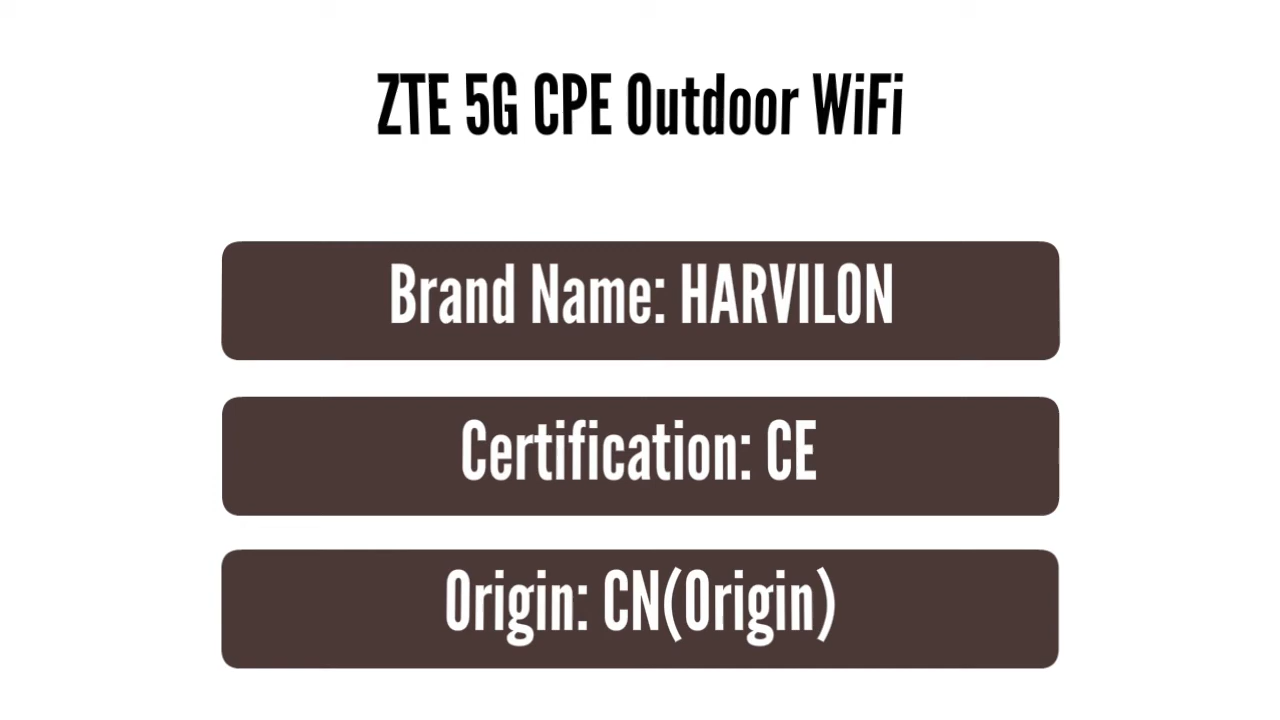 ZTE 5G CPE Outdoor WiFi
Brand Name: HARVILON
Certification: CE
Origin: CN(Origin)